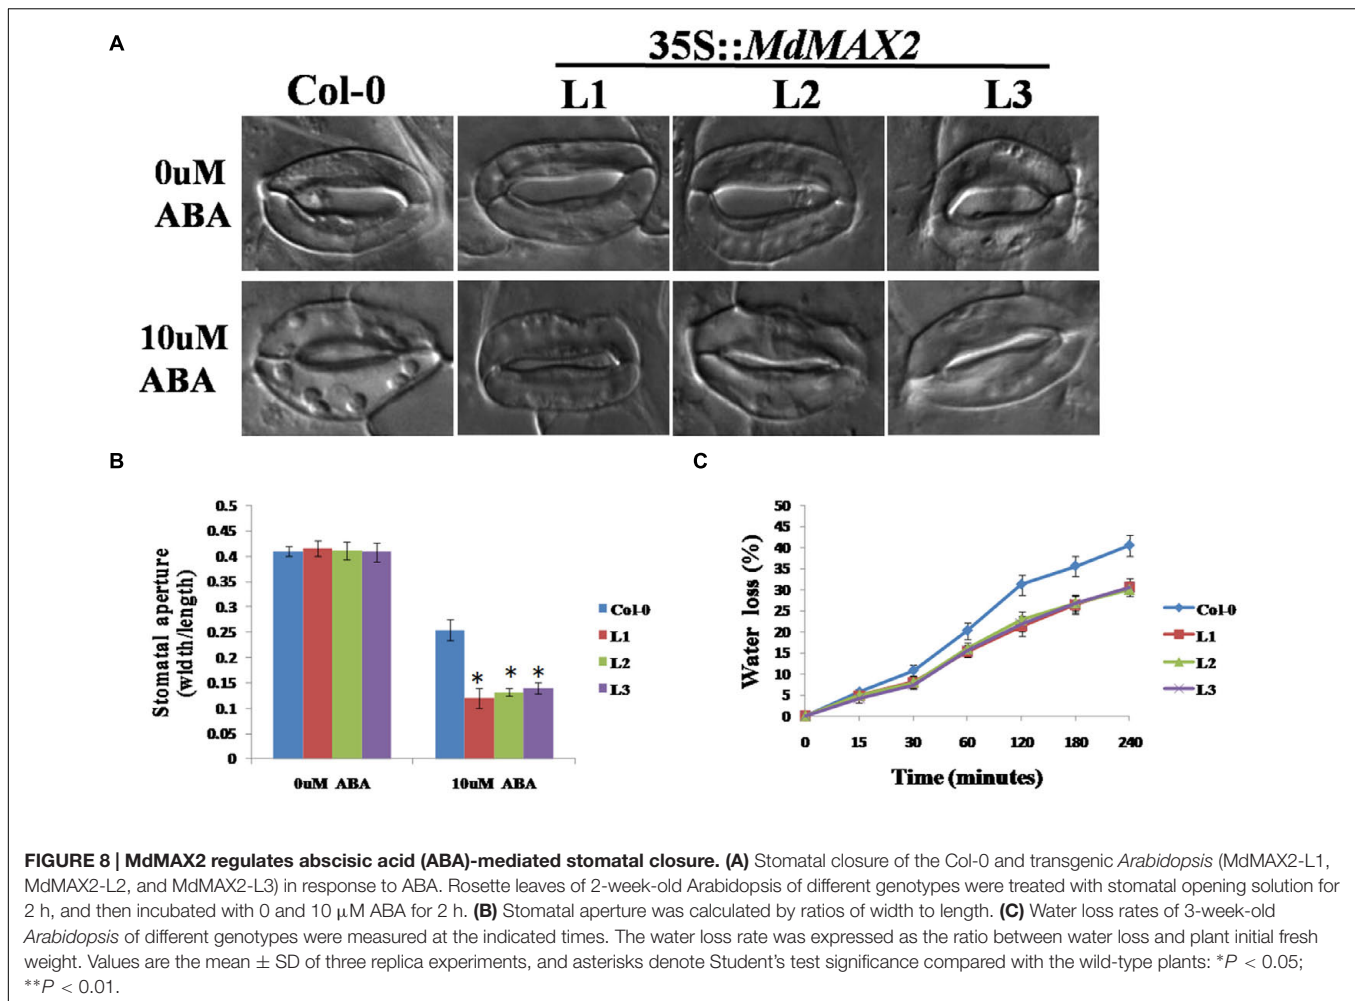 A
35S::MdMAX2
Col-0 L1 L2 L3
0uM
ABA
10uM
ABA
B
Stomatal aperture
(width/length)
0.5
0.45
0.4
0.35
0.3
0.25
0.2
0.15
0.1
0.05
0
* * *
0uM ABA 10uM ABA
Col-0
L1
L2
L3
C
Water loss (%)
50
45
40
35
30
25
20
15
10
5
0
0 15 30 60 120 180 240
Time (minutes)
Col-0
L1
L2
L3
FIGURE 8 | MdMAX2 regulates abscisic acid (ABA)-mediated stomatal closure. (A) Stomatal closure of the Col-0 and transgenic Arabidopsis (MdMAX2-L1,
MdMAX2-L2, and MdMAX2-L3) in response to ABA. Rosette leaves of 2-week-old Arabidopsis of different genotypes were treated with stomatal opening solution for
2 h, and then incubated with 0 and 10 μM ABA for 2 h. (B) Stomatal aperture was calculated by ratios of width to length. (C) Water loss rates of 3-week-old
Arabidopsis of different genotypes were measured at the indicated times. The water loss rate was expressed as the ratio between water loss and plant initial fresh
weight. Values are the mean ± SD of three replica experiments, and asterisks denote Student's test significance compared with the wild-type plants: *P < 0.05;
**P < 0.01.